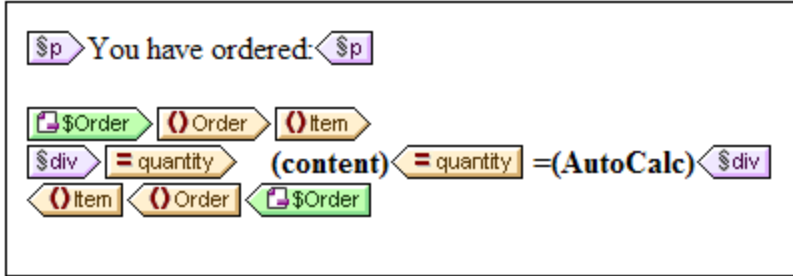 §p You have ordered: §p
$Order () Order () Item
§div = quantity (content) = quantity =(AutoCalc) §div
() Item () Order $Order